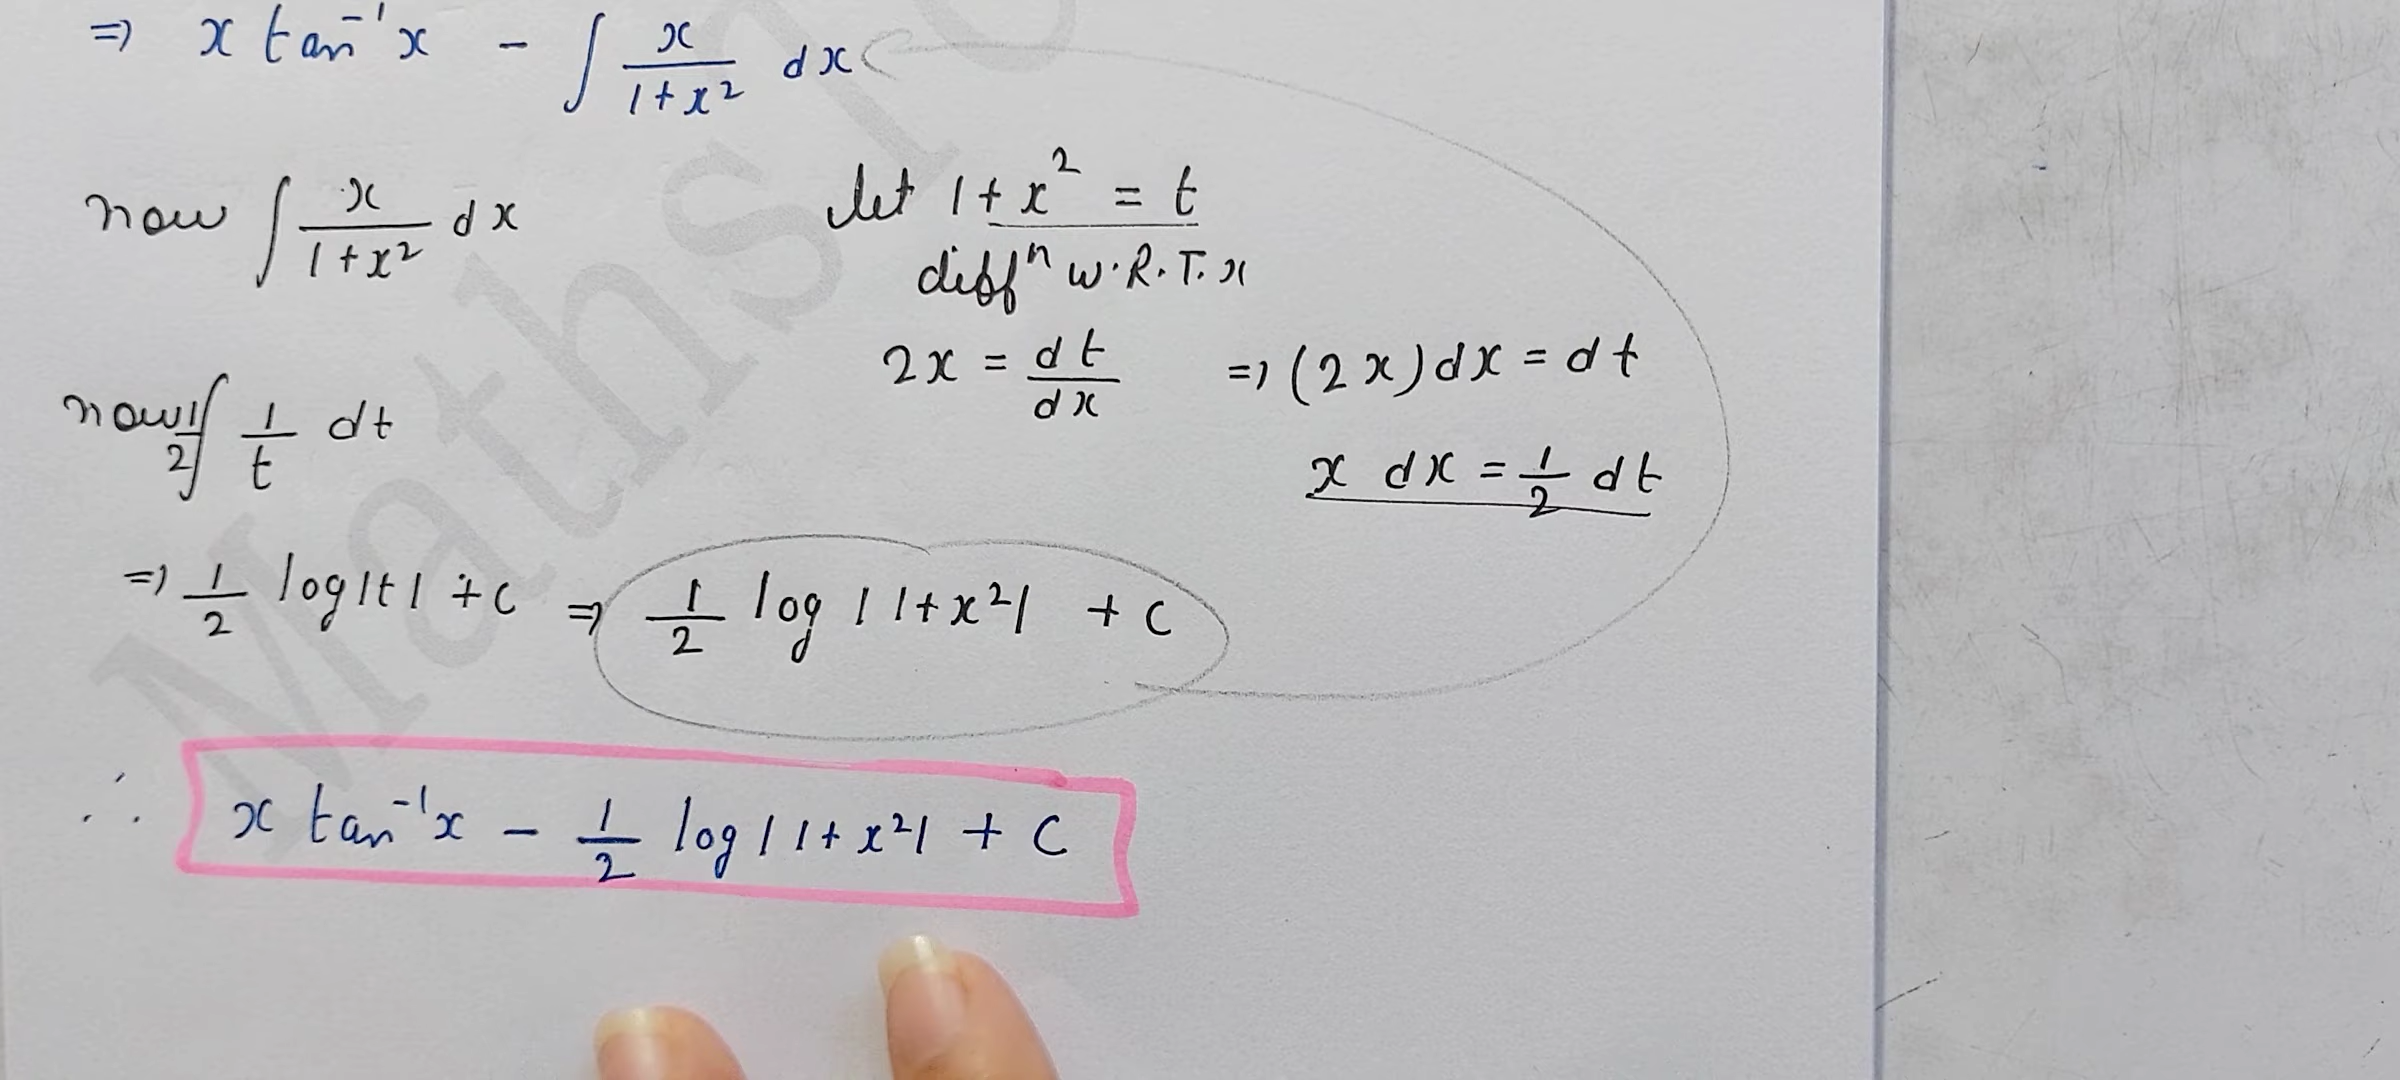 ⇒ x tan⁻¹x - ∫ x/(1+x²) dx
now ∫ x/(1+x²) dx
let 1+x² = t
diffⁿ w.R.T. x
2x = dt/dx ⇒ (2x)dx = dt
now 1/2 ∫ 1/t dt
x dx = 1/2 dt
⇒ 1/2 log|t| + c ⇒ 1/2 log |1+x²| + c
∴ x tan⁻¹x - 1/2 log|1+x²| + c
Maths